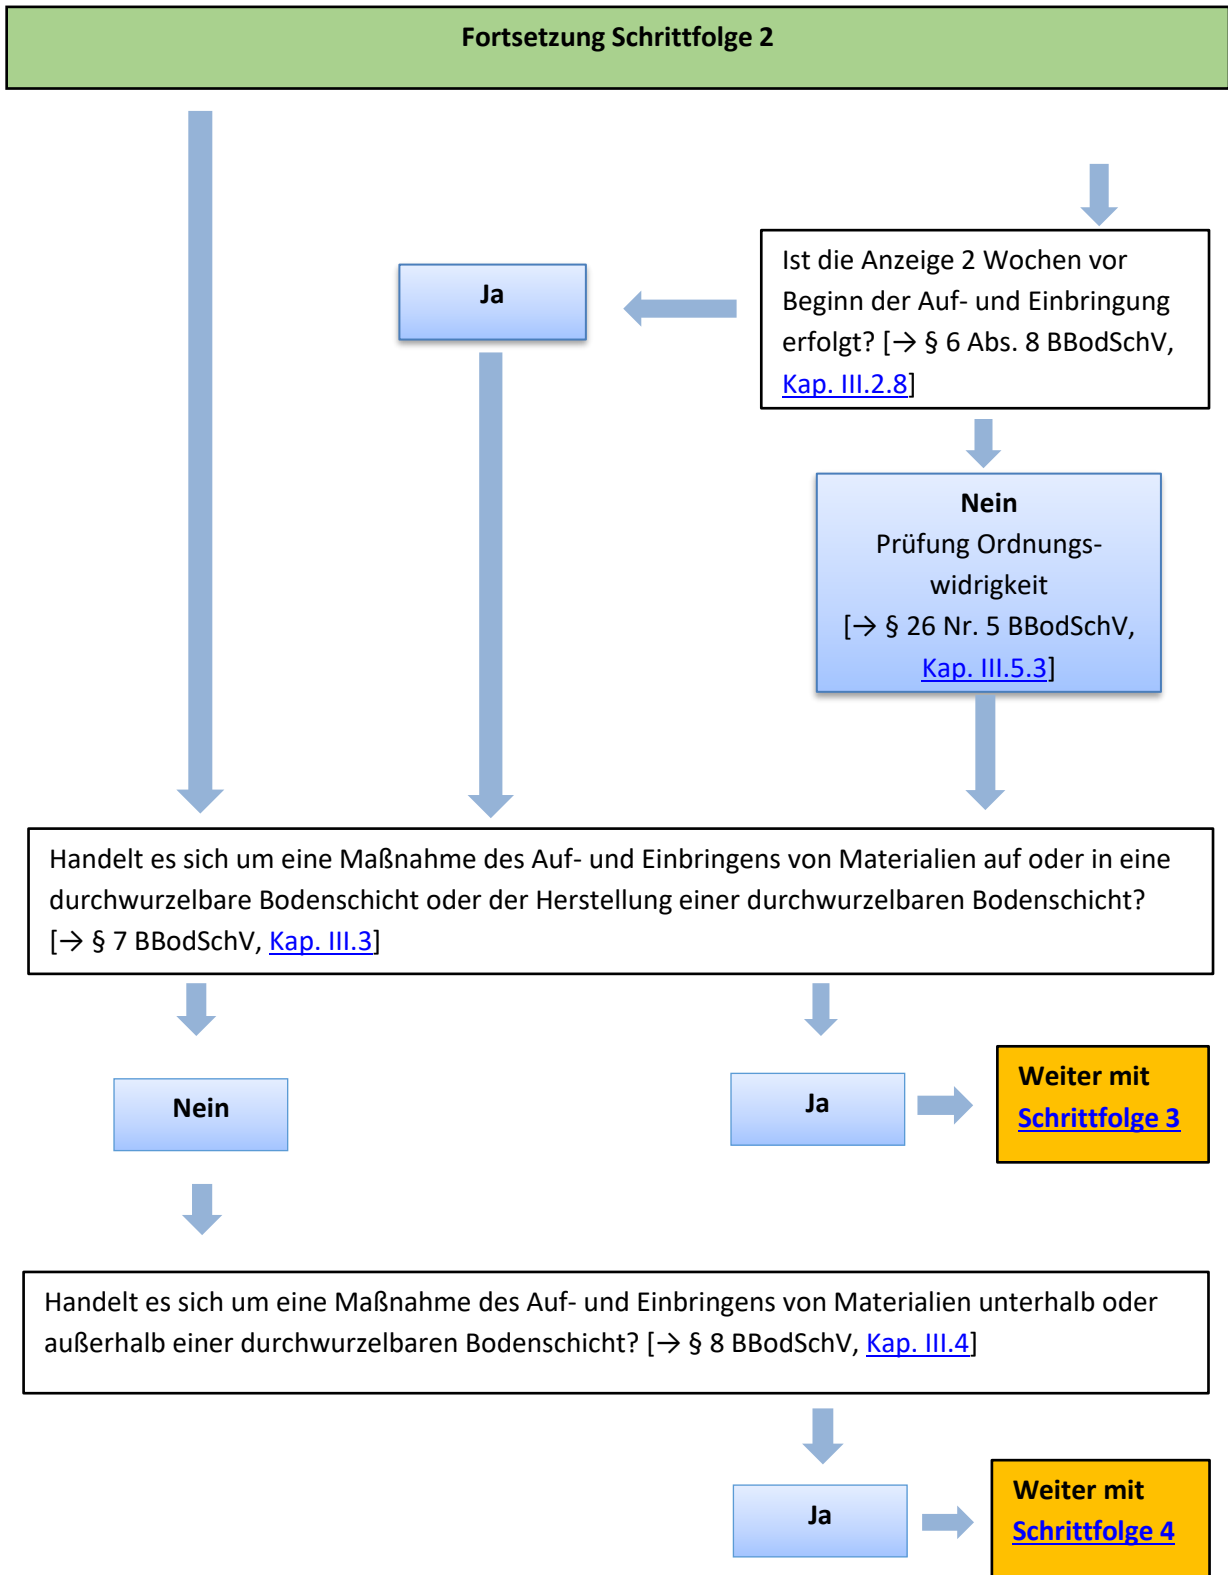 Fortsetzung Schrittfolge 2
Ist die Anzeige 2 Wochen vor
Beginn der Auf- und Einbringung
erfolgt? [→ § 6 Abs. 8 BBodSchV,
Kap. III.2.8]
Ja
Nein
Prüfung Ordnungs-
widrigkeit
[→ § 26 Nr. 5 BBodSchV,
Kap. III.5.3]
Handelt es sich um eine Maßnahme des Auf- und Einbringens von Materialien auf oder in eine
durchwurzelbare Bodenschicht oder der Herstellung einer durchwurzelbaren Bodenschicht?
[→ § 7 BBodSchV, Kap. III.3]
Nein
Ja
Weiter mit
Schrittfolge 3
Handelt es sich um eine Maßnahme des Auf- und Einbringens von Materialien unterhalb oder
außerhalb einer durchwurzelbaren Bodenschicht? [→ § 8 BBodSchV, Kap. III.4]
Ja
Weiter mit
Schrittfolge 4